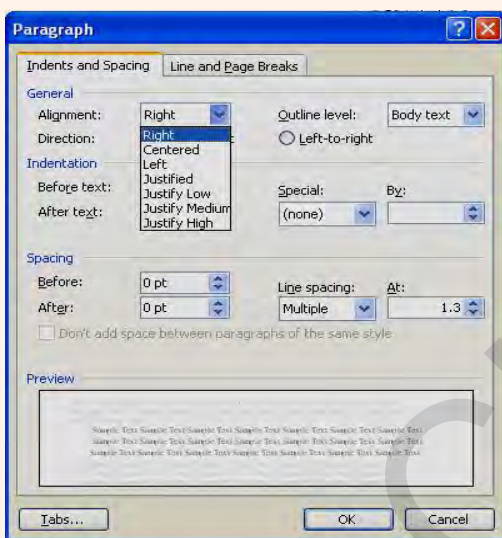 Paragraph
Indents and Spacing Line and Page Breaks
General
Alignment: Right Outline level: Body text
Direction: Left-to-right
Right
Centered
Left
Justified
Justify Low
Justify Medium
Justify High
Indentation
Before text: Special: By:
After text: (none)
Spacing
Before: 0 pt Line spacing: At:
After: 0 pt Multiple 1.3
Don't add space between paragraphs of the same style
Preview
Sample Text Sample Text Sample Text Sample Text Sample Text Sample Text
Sample Text Sample Text Sample Text Sample Text Sample Text Sample Text
Sample Text Sample Text Sample Text Sample Text Sample Text Sample Text
Tabs... OK Cancel